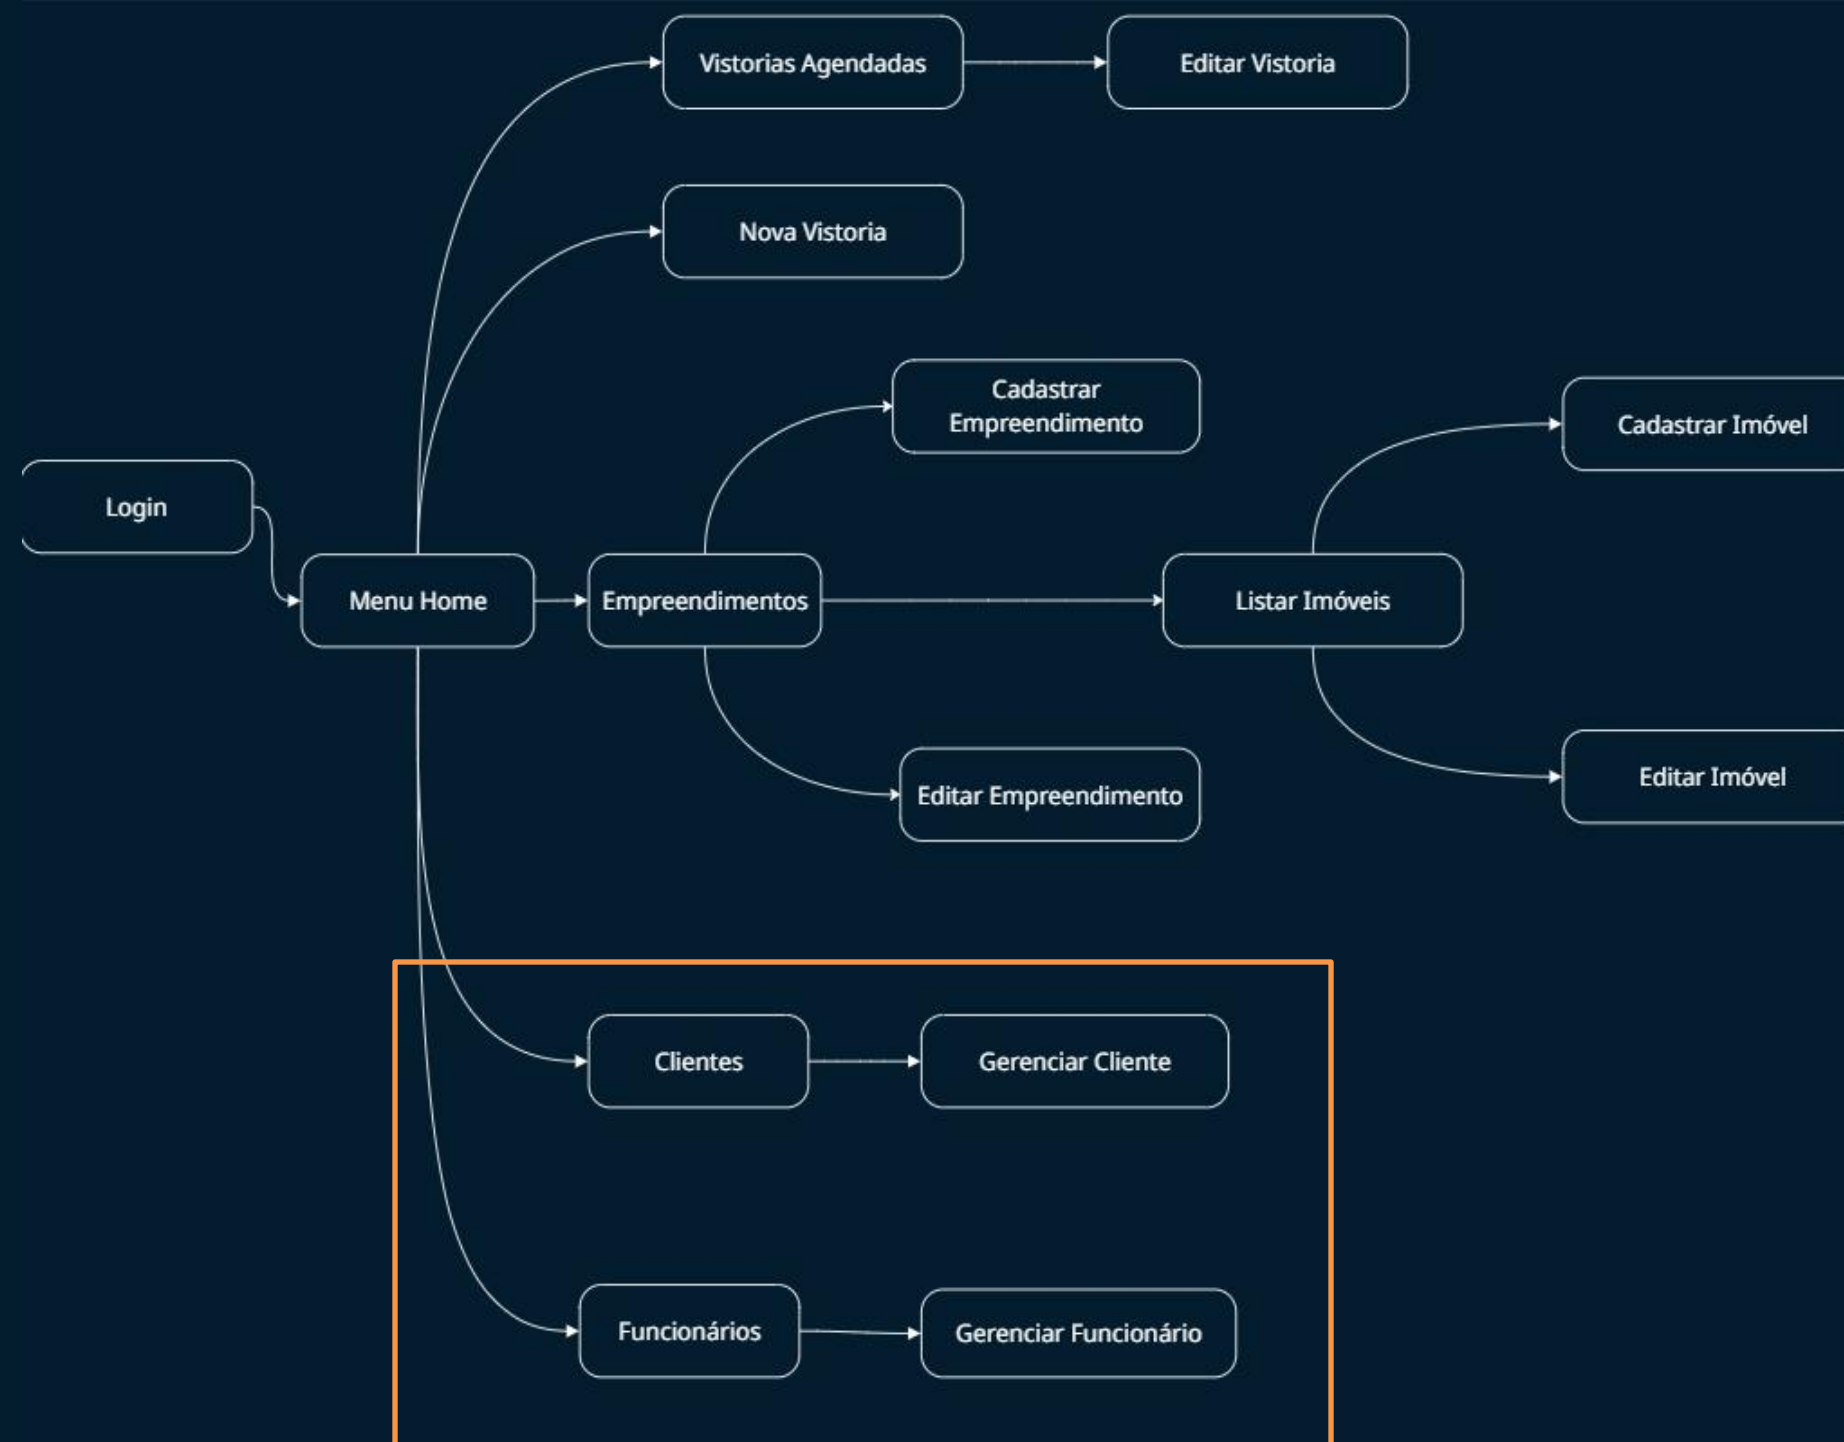 Vistorias Agendadas
Editar Vistoria
Nova Vistoria
Cadastrar
Empreendimento
Cadastrar Imóvel
Login
Menu Home
Empreendimentos
Listar Imóveis
Editar Imóvel
Editar Empreendimento
Clientes
Gerenciar Cliente
Funcionários
Gerenciar Funcionário